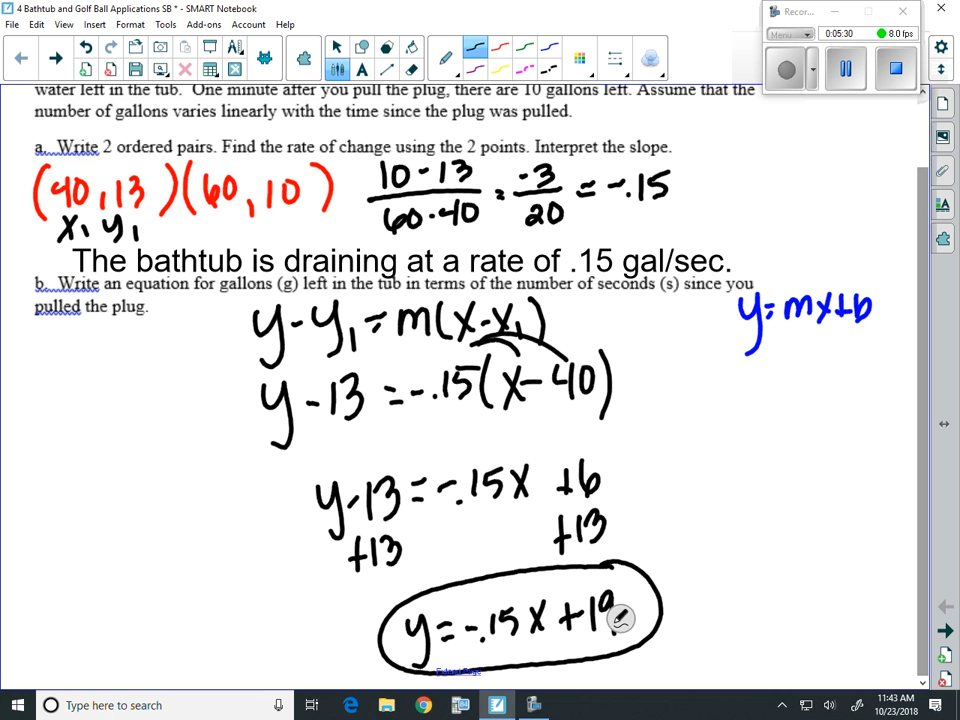 4 Bathtub and Golf Ball Applications SB * - SMART Notebook
File Edit View Insert Format Tools Add-ons Account Help
Recor...
Menu 0:05:30 8.0 fps
water left in the tub. One minute after you pull the plug, there are 10 gallons left. Assume that the
number of gallons varies linearly with the time since the plug was pulled.
a. Write 2 ordered pairs. Find the rate of change using the 2 points. Interpret the slope.
(40, 13) (60, 10) 10 - 13 / 60 - 40 = -3 / 20 = -.15
x₁ y₁
The bathtub is draining at a rate of .15 gal/sec.
b. Write an equation for gallons (g) left in the tub in terms of the number of seconds (s) since you
pulled the plug.
y = mx + b
y - y₁ = m(x - x₁)
y - 13 = -.15(x - 40)
y - 13 = -.15x + 6
+13 +13
y = -.15x + 19
Extend Page
Type here to search
11:43 AM
10/23/2018